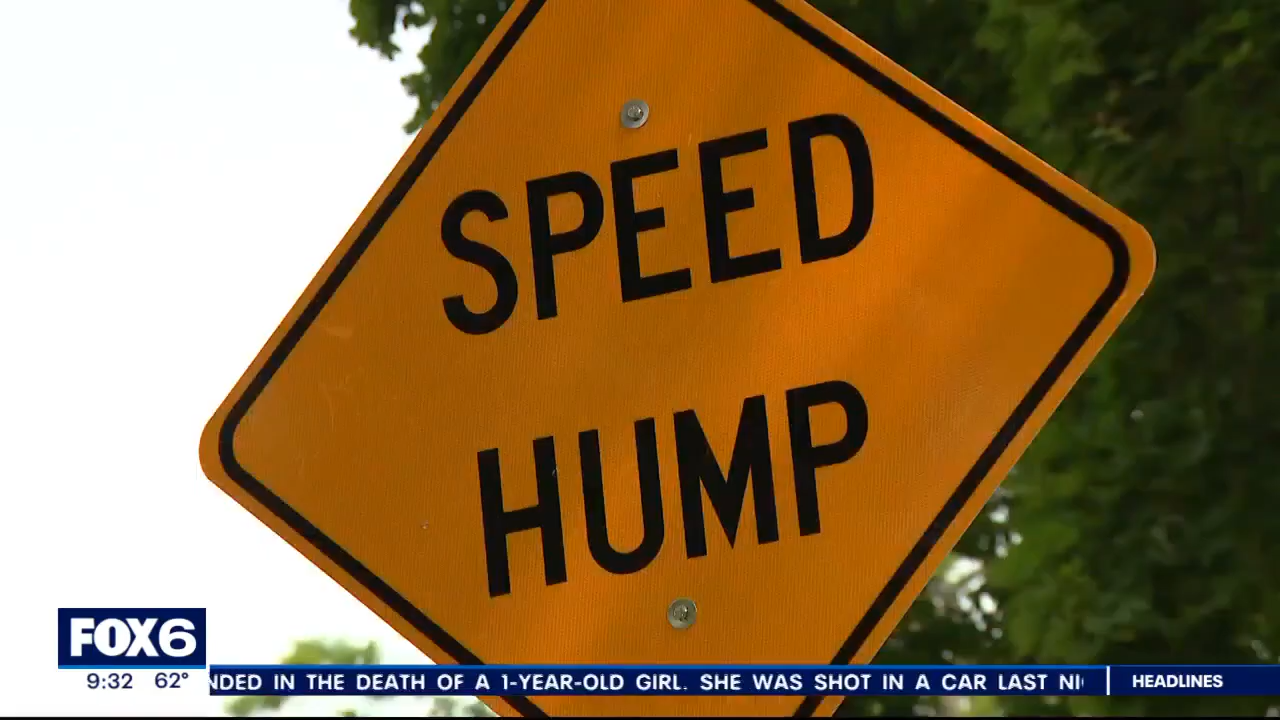 SPEED
HUMP
FOX6
9:32 62°
IN THE DEATH OF A 1-YEAR-OLD GIRL. SHE WAS SHOT IN A CAR LAST
HEADLINES